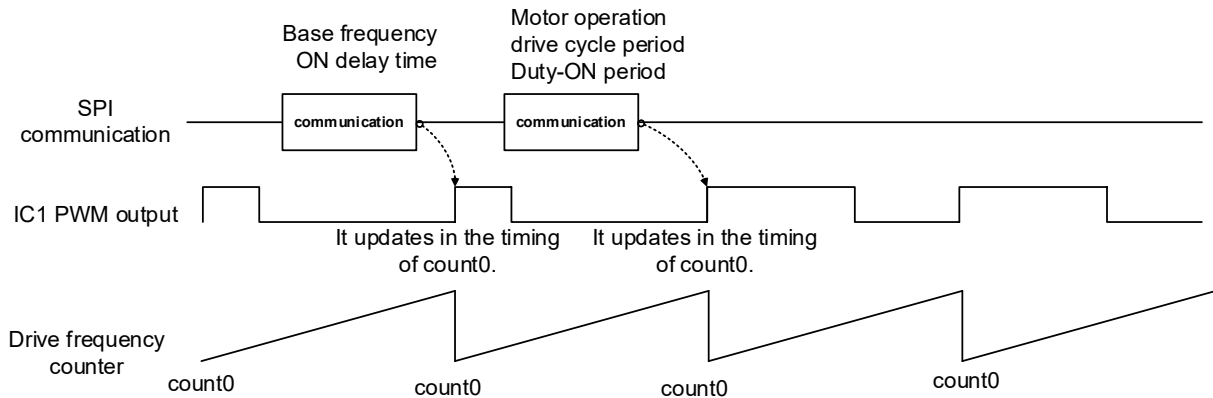 Base frequency
ON delay time
Motor operation
drive cycle period
Duty-ON period
SPI
communication
communication
communication
IC1 PWM output
It updates in the timing
of count0.
It updates in the timing
of count0.
Drive frequency
counter
count0
count0
count0
count0